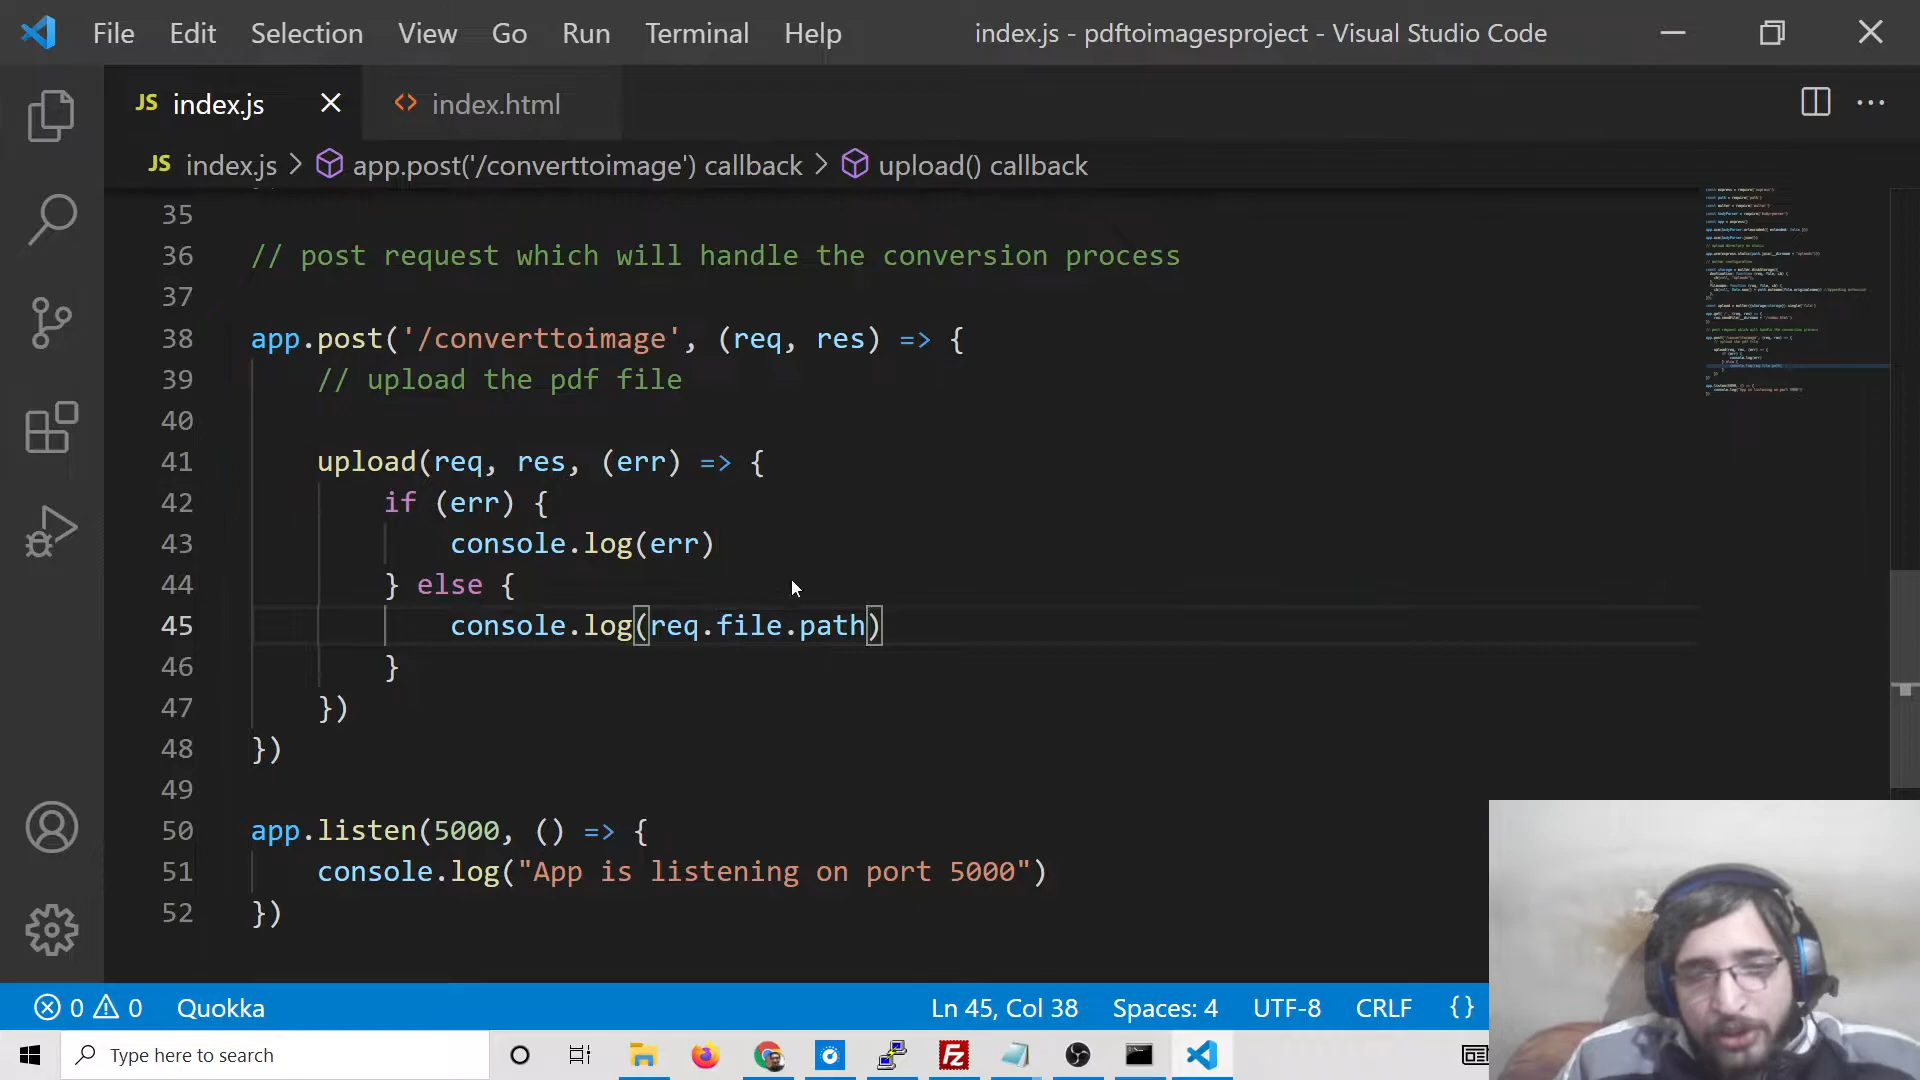 File Edit Selection View Go Run Terminal Help index.js - pdftoimagesproject - Visual Studio Code
JS index.js index.html
JS index.js > app.post('/converttoimage') callback > upload() callback
35
36 // post request which will handle the conversion process
37
38 app.post('/converttoimage', (req, res) => {
39 // upload the pdf file
40
41 upload(req, res, (err) => {
42 if (err) {
43 console.log(err)
44 } else {
45 console.log(req.file.path)
46 }
47 })
48 })
49
50 app.listen(5000, () => {
51 console.log("App is listening on port 5000")
52 })
0 0 Quokka Ln 45, Col 38 Spaces: 4 UTF-8 CRLF {}
Type here to search